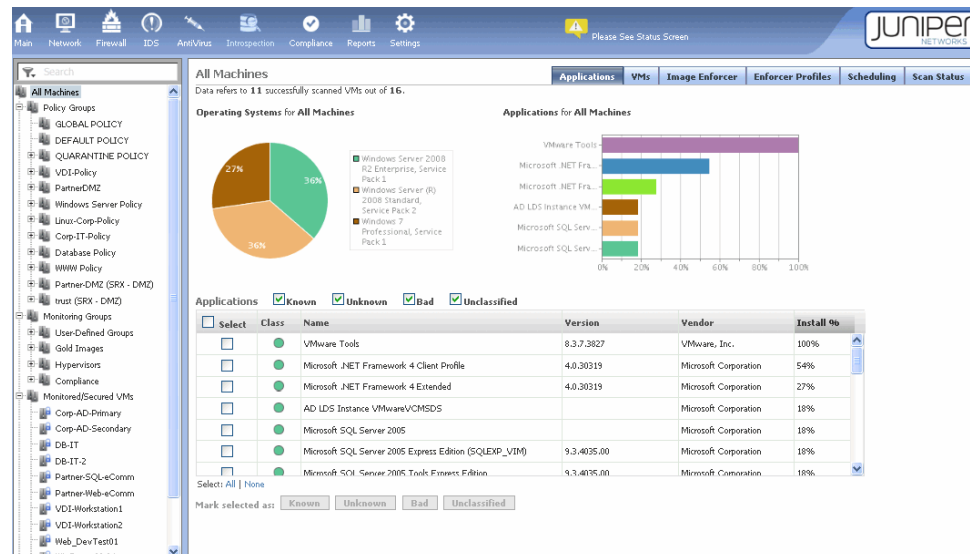 Main
Network
Firewall
IDS
AntiVirus
Introspection
Compliance
Reports
Settings
Please See Status Screen
JUNIPER
NETWORKS
Search
All Machines
Policy Groups
GLOBAL POLICY
DEFAULT POLICY
QUARANTINE POLICY
VDI-Policy
PartnerDMZ
Windows Server Policy
Linux-Corp-Policy
Corp-IT-Policy
Database Policy
WWW Policy
Partner-DMZ (SRX - DMZ)
trust (SRX - DMZ)
Monitoring Groups
User-Defined Groups
Gold Images
Hypervisors
Compliance
Monitored/Secured VMs
Corp-AD-Primary
Corp-AD-Secondary
DB-IT
DB-IT-2
Partner-SQL-eComm
Partner-Web-eComm
VDI-Workstation1
VDI-Workstation2
Web_DevTest01
All Machines
Applications
VMs
Image Enforcer
Enforcer Profiles
Scheduling
Scan Status
Data refers to 11 successfully scanned VMs out of 16.
Operating Systems for All Machines
27%
36%
36%
Windows Server 2008
R2 Enterprise, Service
Pack 1
Windows Server (R)
2008 Standard,
Service Pack 2
Windows 7
Professional, Service
Pack 1
Applications for All Machines
VMware Tools
Microsoft .NET Fra...
Microsoft .NET Fra...
AD LDS Instance VM...
Microsoft SQL Serv...
Microsoft SQL Serv...
0% 20% 40% 60% 80% 100%
Applications Known Unknown Bad Unclassified
Select Class Name Version Vendor Install %
VMware Tools 8.3.7.3827 VMware, Inc. 100%
Microsoft .NET Framework 4 Client Profile 4.0.30319 Microsoft Corporation 54%
Microsoft .NET Framework 4 Extended 4.0.30319 Microsoft Corporation 27%
AD LDS Instance VMwareVCMSDS Microsoft Corporation 18%
Microsoft SQL Server 2005 Microsoft Corporation 18%
Microsoft SQL Server 2005 Express Edition (SQLEXP_VIM) 9.3.4035.00 Microsoft Corporation 18%
Microsoft SQL Server 2005 Tools Express Edition 9.3.4035.00 Microsoft Corporation 18%
Select: All | None
Mark selected as: Known Unknown Bad Unclassified